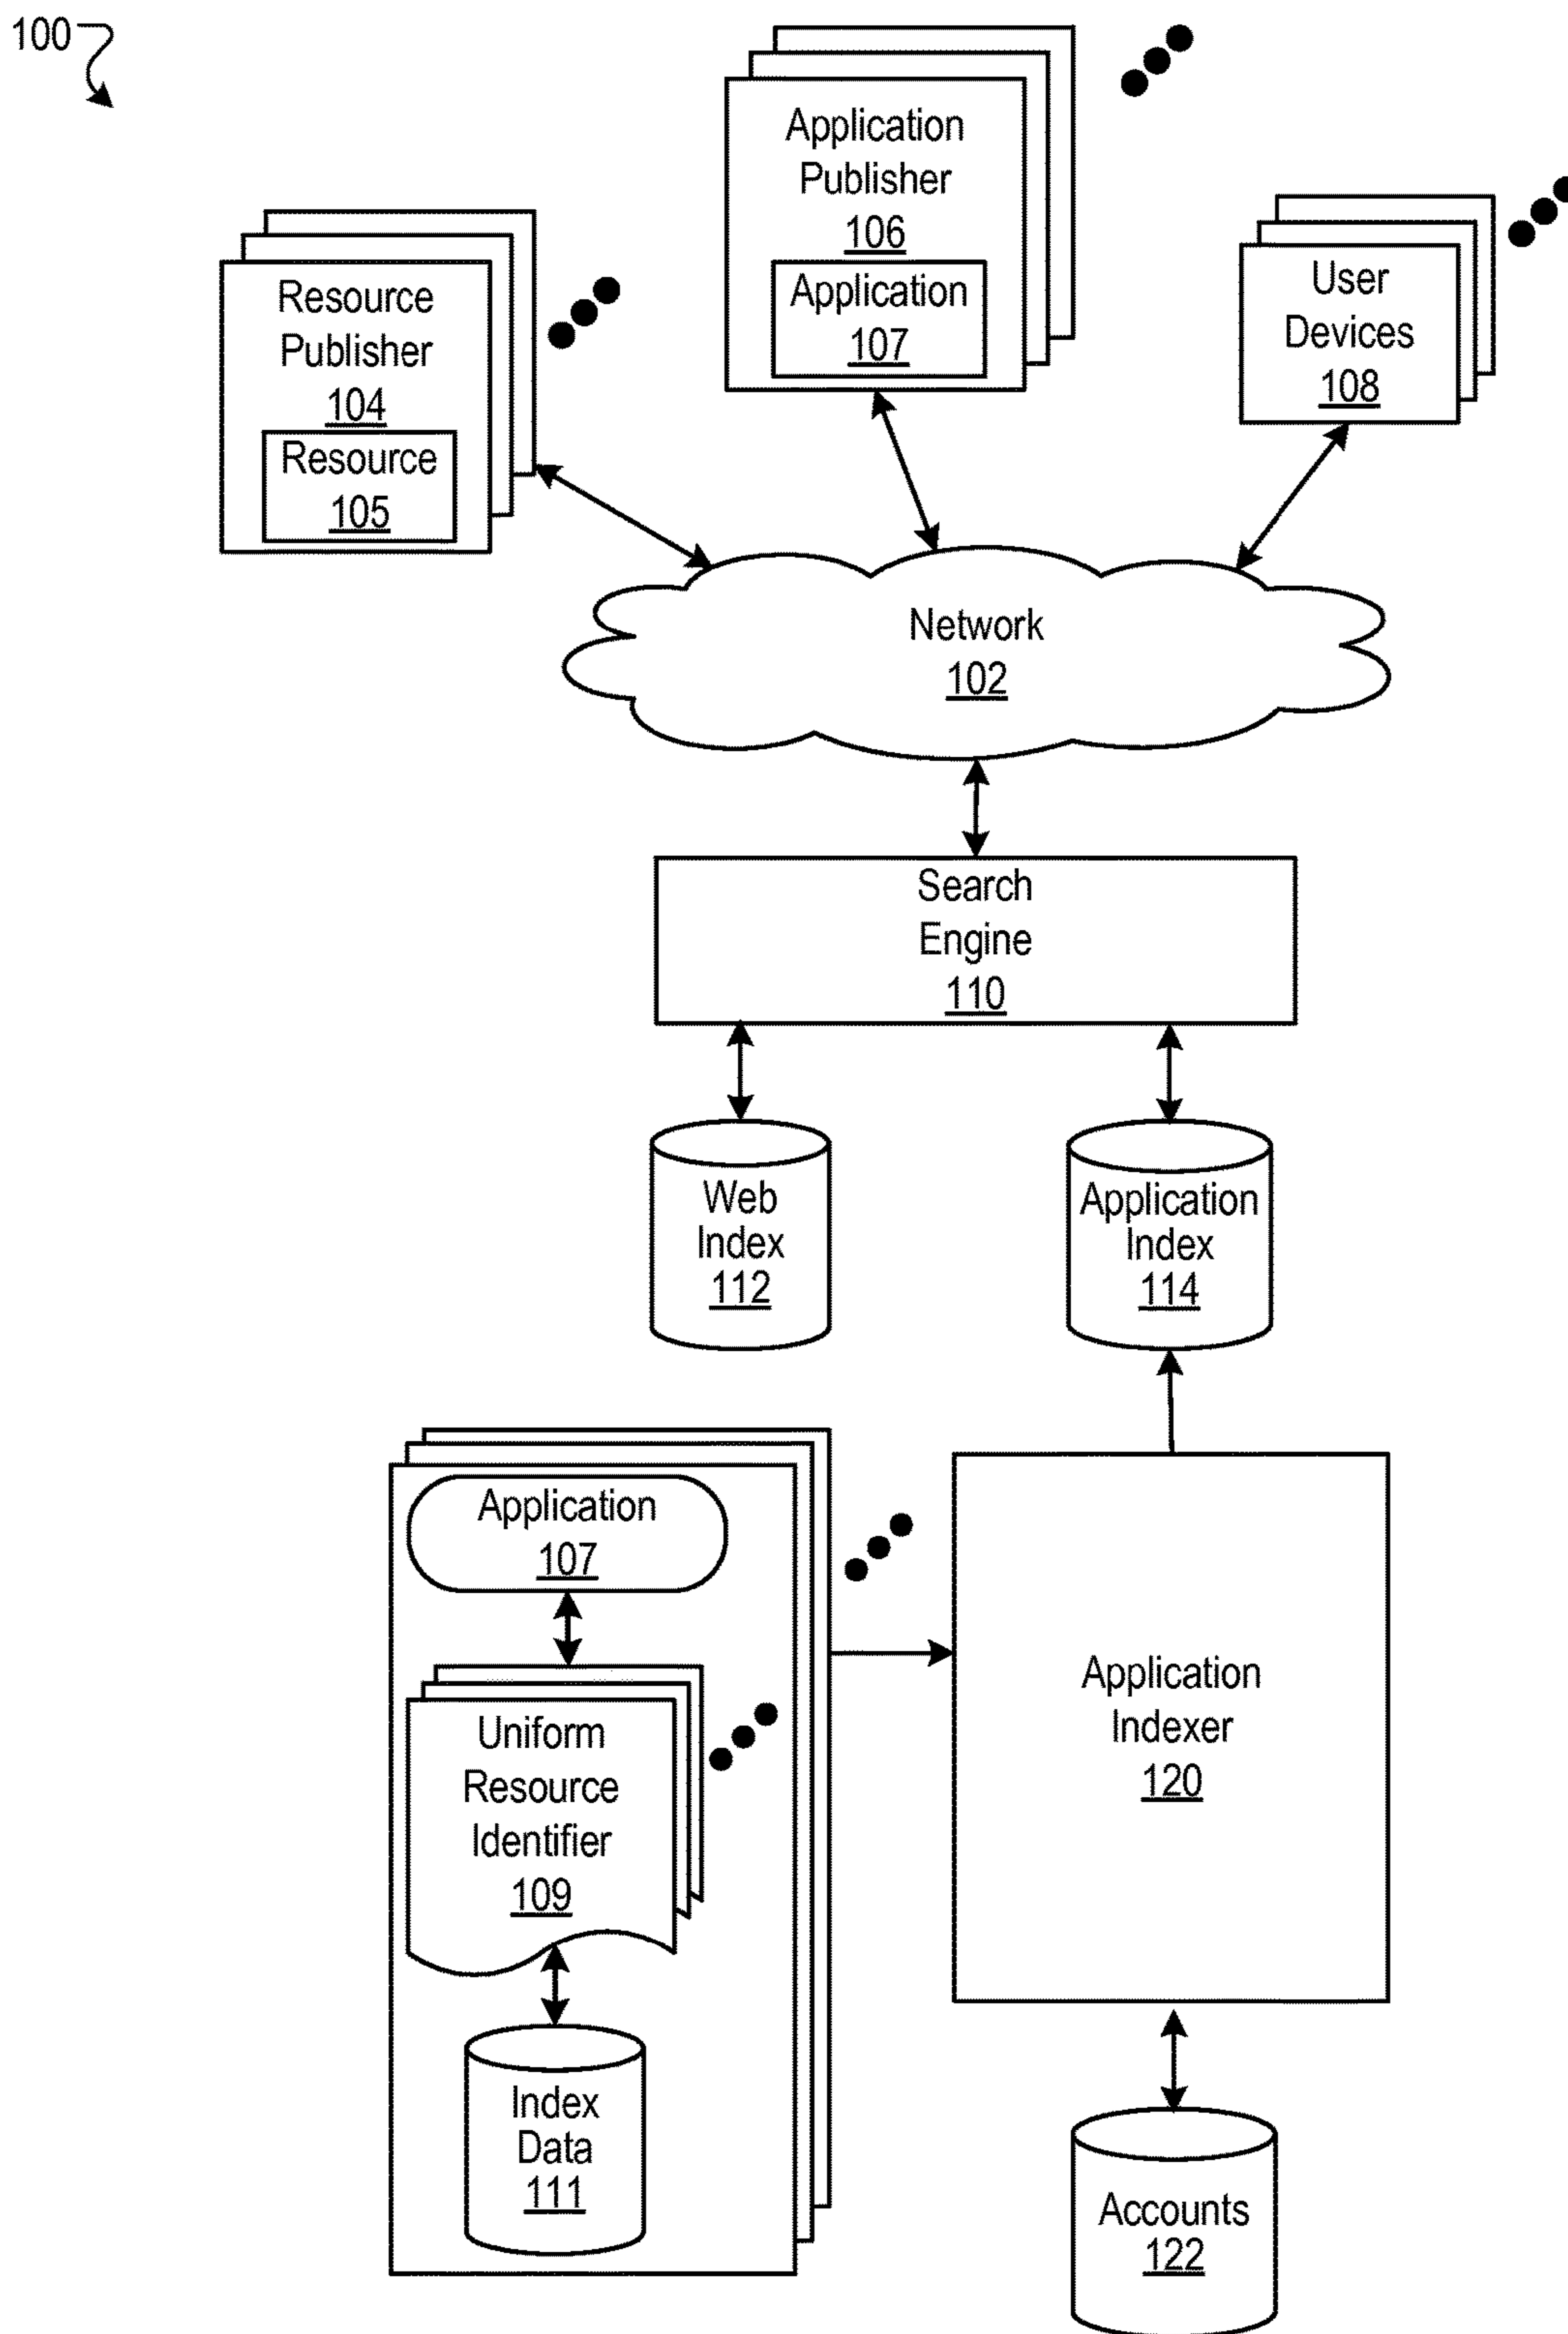 100
Application
Publisher
106
Application
107
Resource
Publisher
104
Resource
105
User
Devices
108
Network
102
Search
Engine
110
Web
Index
112
Application
Index
114
Application
107
Uniform
Resource
Identifier
109
Index
Data
111
Application
Indexer
120
Accounts
122